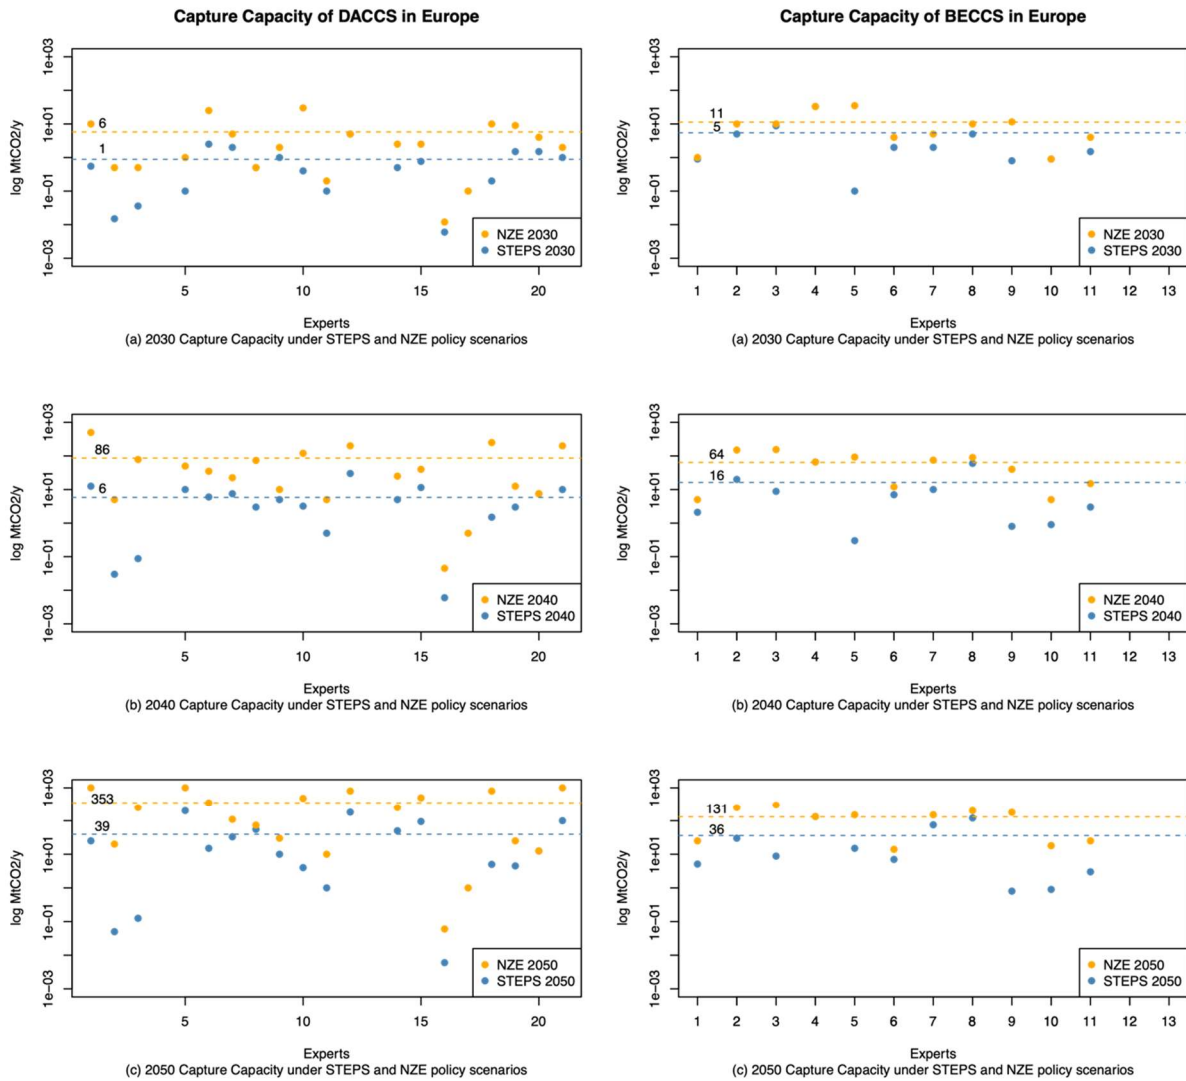 Capture Capacity of DACCS in Europe
log MtCO2/y
1e+03
1e+01
1e-01
1e-03
6
1
NZE 2030
STEPS 2030
5
10
15
20
Experts
(a) 2030 Capture Capacity under STEPS and NZE policy scenarios
Capture Capacity of BECCS in Europe
log MtCO2/y
1e+03
1e+01
1e-01
1e-03
11
5
NZE 2030
STEPS 2030
1 2 3 4 5 6 7 8 9 10 11 12 13
Experts
(a) 2030 Capture Capacity under STEPS and NZE policy scenarios
log MtCO2/y
1e+03
1e+01
1e-01
1e-03
86
6
NZE 2040
STEPS 2040
5
10
15
20
Experts
(b) 2040 Capture Capacity under STEPS and NZE policy scenarios
log MtCO2/y
1e+03
1e+01
1e-01
1e-03
64
16
NZE 2040
STEPS 2040
1 2 3 4 5 6 7 8 9 10 11 12 13
Experts
(b) 2040 Capture Capacity under STEPS and NZE policy scenarios
log MtCO2/y
1e+03
1e+01
1e-01
1e-03
353
39
NZE 2050
STEPS 2050
5
10
15
20
Experts
(c) 2050 Capture Capacity under STEPS and NZE policy scenarios
log MtCO2/y
1e+03
1e+01
1e-01
1e-03
131
36
NZE 2050
STEPS 2050
1 2 3 4 5 6 7 8 9 10 11 12 13
Experts
(c) 2050 Capture Capacity under STEPS and NZE policy scenarios